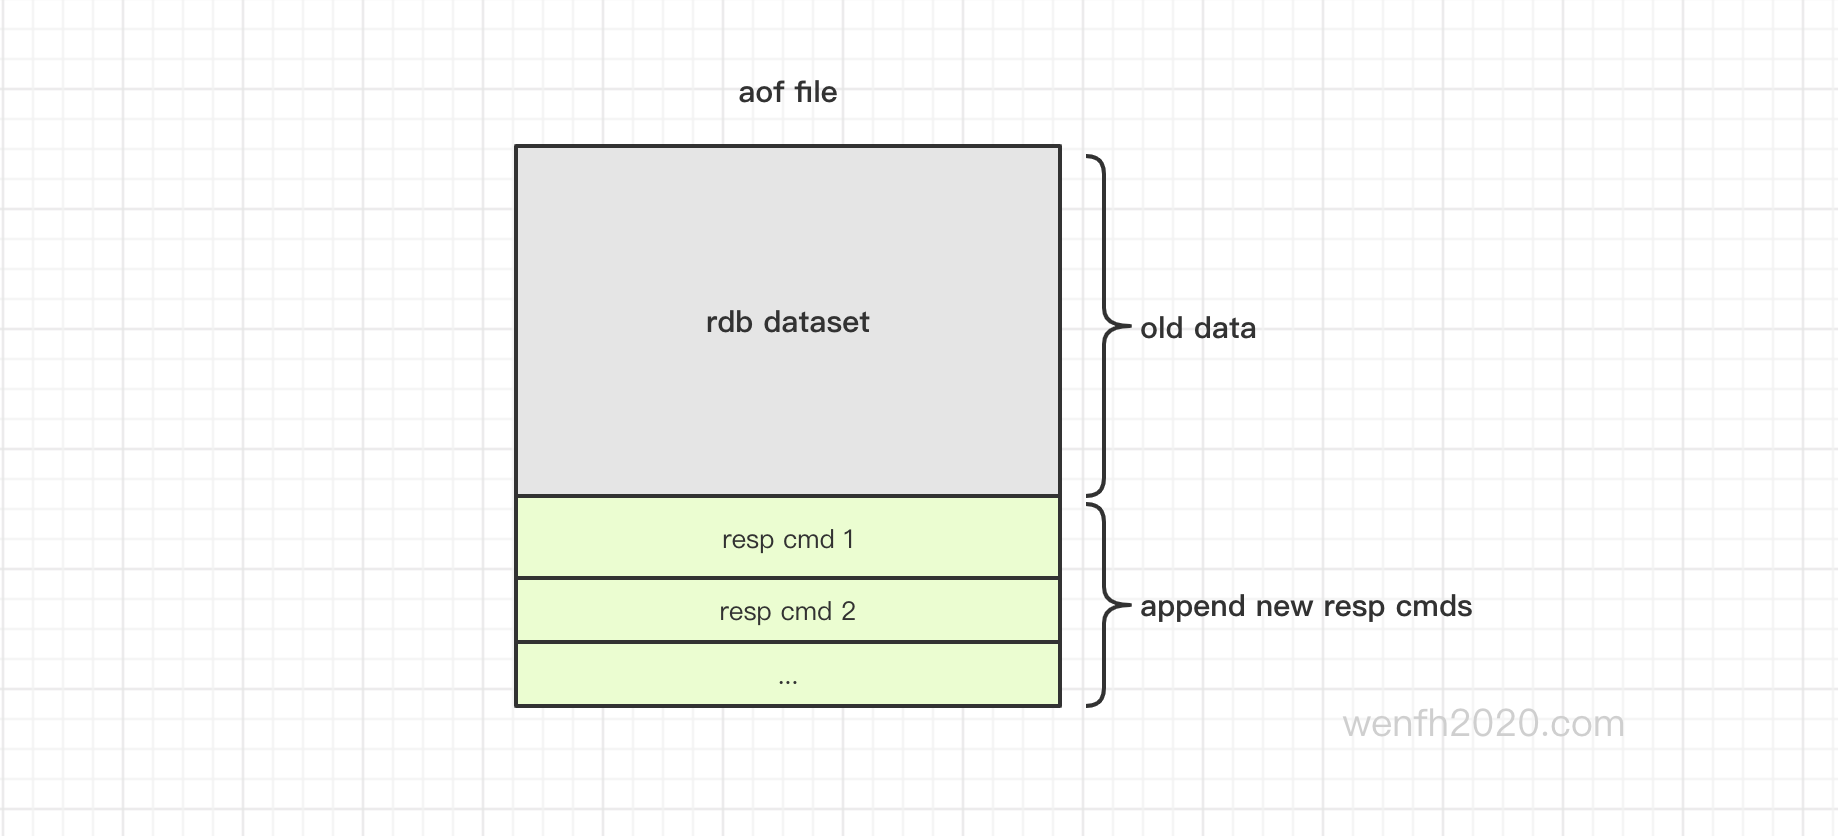 aof file
rdb dataset
old data
resp cmd 1
resp cmd 2
append new resp cmds
...
wenfh2020.com